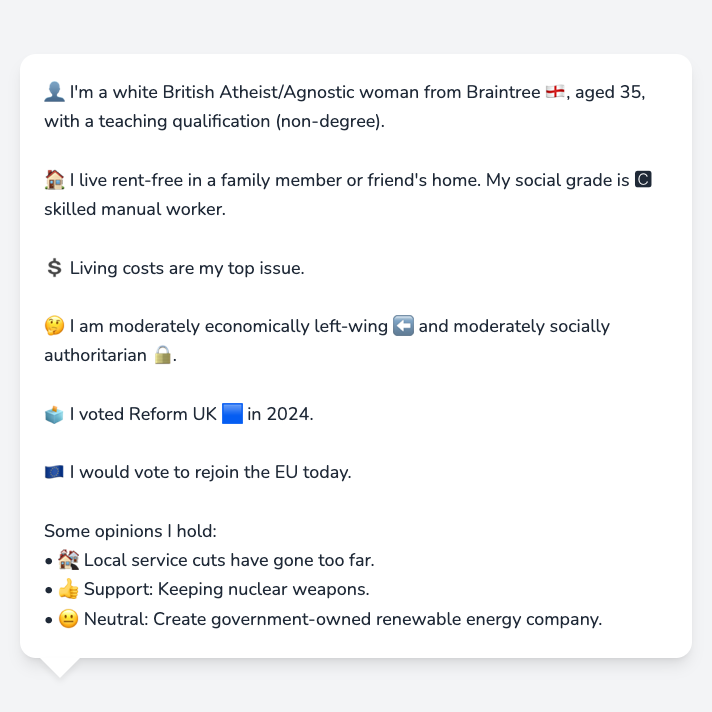 👤 I'm a white British Atheist/Agnostic woman from Braintree 🏴󠁧󠁢󠁥󠁮󠁧󠁿, aged 35,
with a teaching qualification (non-degree).
🏠 I live rent-free in a family member or friend's home. My social grade is 🅲
skilled manual worker.
💲 Living costs are my top issue.
🤔 I am moderately economically left-wing ⬅️ and moderately socially
authoritarian 🔒.
🗳️ I voted Reform UK 🟦 in 2024.
🇪🇺 I would vote to rejoin the EU today.
Some opinions I hold:
• 🏚️ Local service cuts have gone too far.
• 👍 Support: Keeping nuclear weapons.
• 😐 Neutral: Create government-owned renewable energy company.